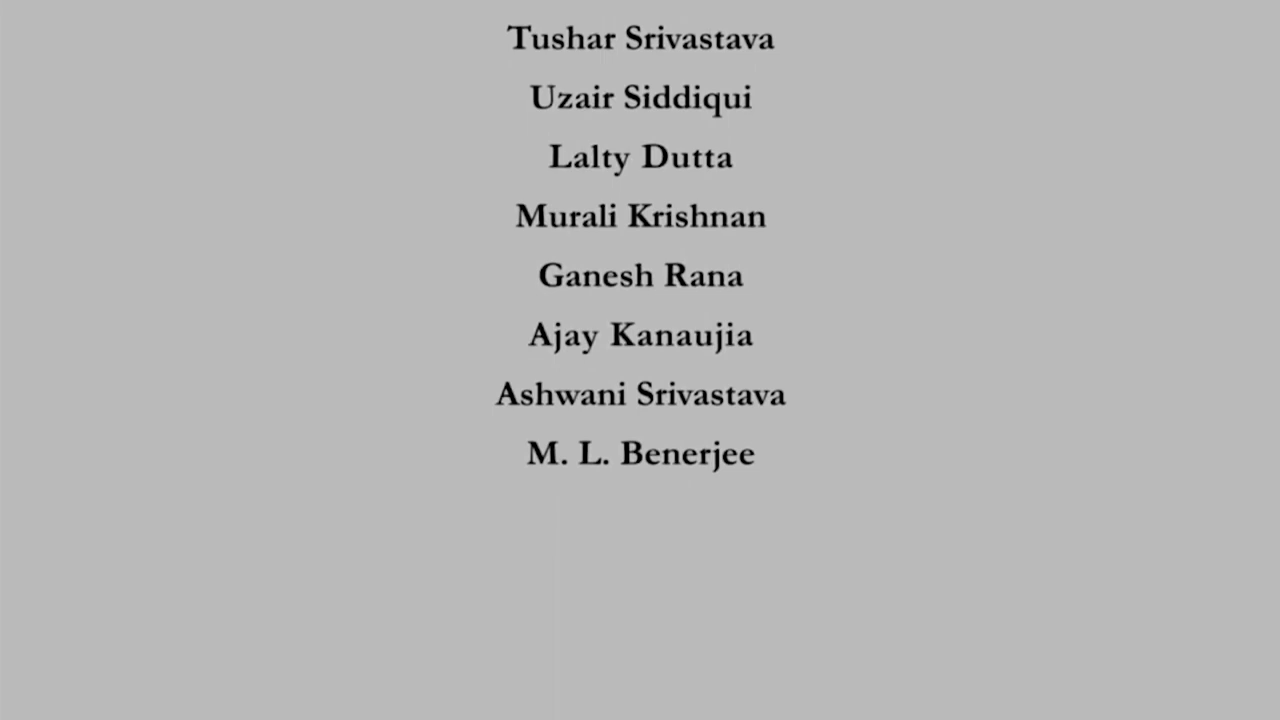 Tushar Srivastava
Uzair Siddiqui
Lalty Dutta
Murali Krishnan
Ganesh Rana
Ajay Kanaujia
Ashwani Srivastava
M. L. Benerjee